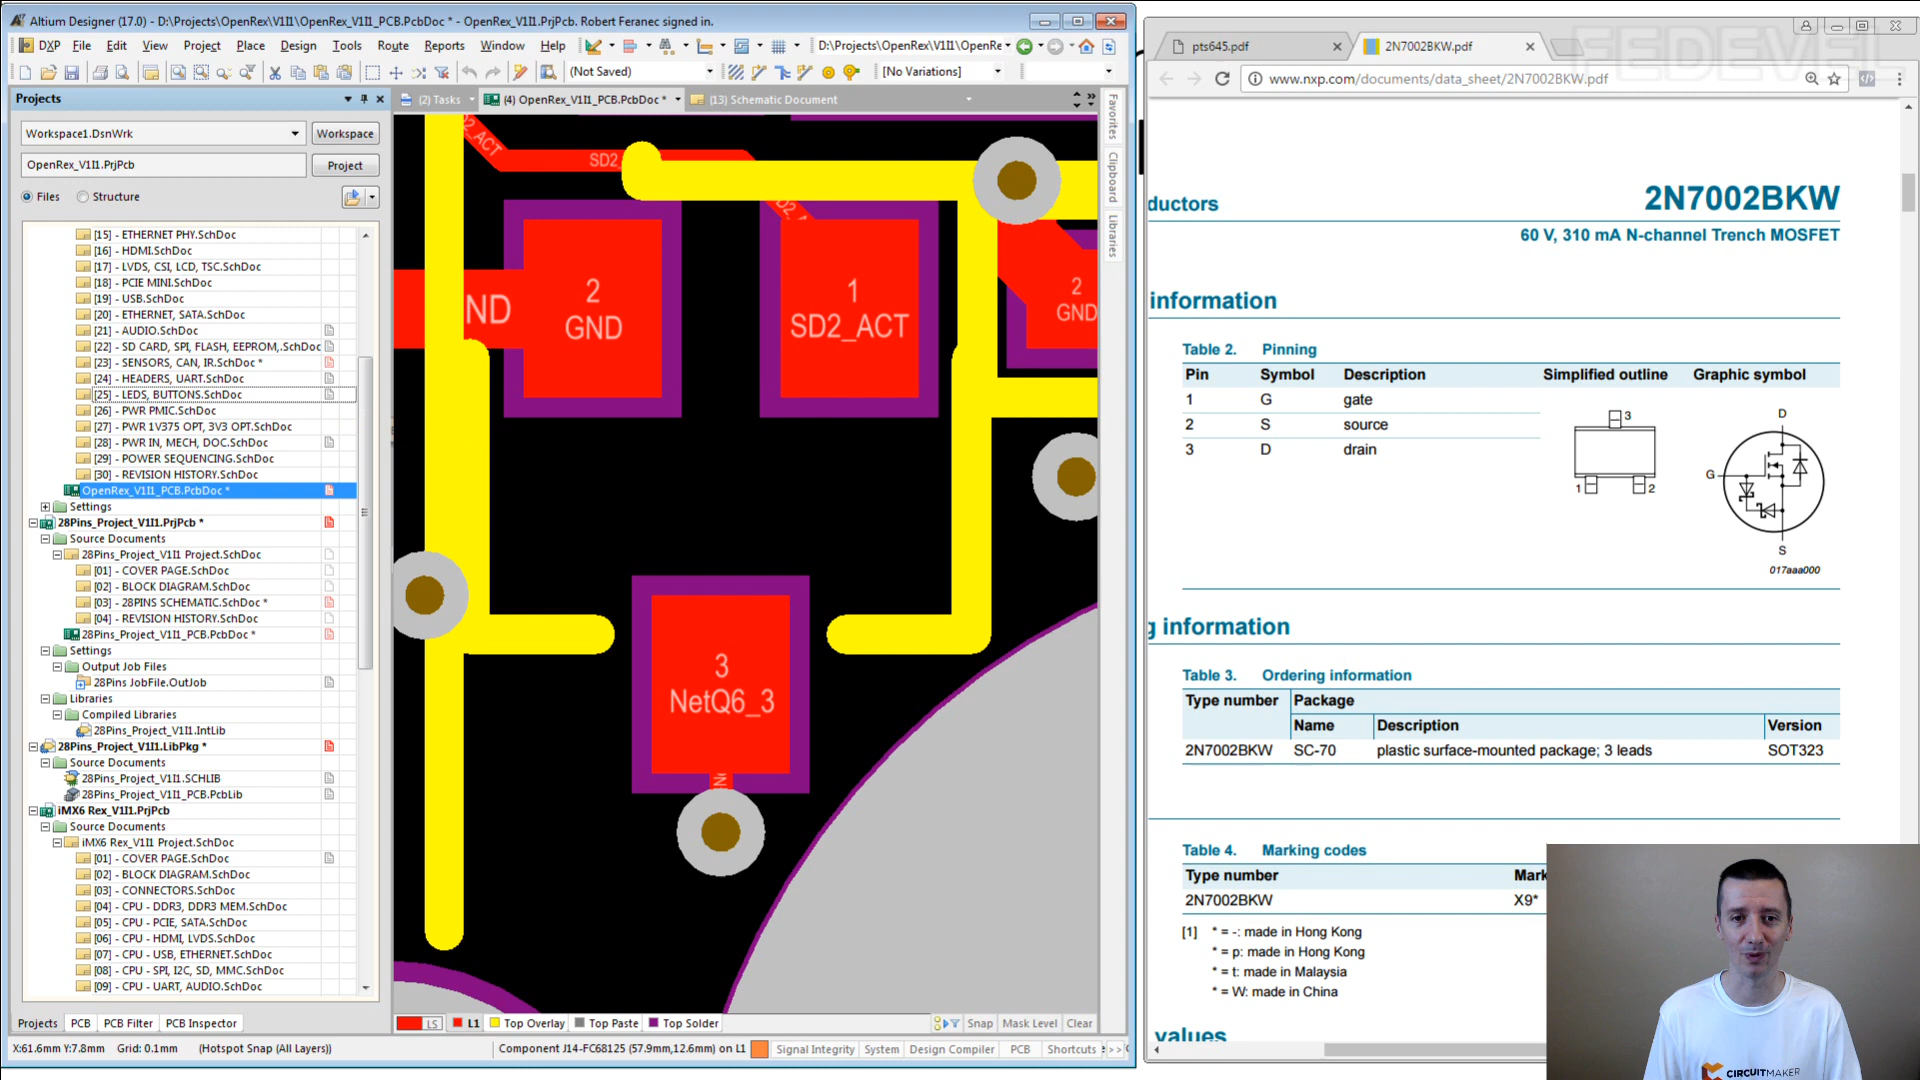 Altium Designer (17.0) - D:\Projects\OpenRex\V1I1\OpenRex_V1I1_PCB.PcbDoc * - OpenRex_V1I1.PrjPcb. Robert Feranec signed in.
DXP File Edit View Project Place Design Tools Route Reports Window Help D:\Projects\OpenRex\V1I1\OpenRe
(Not Saved) [No Variations]
Projects
(2) Tasks (4) OpenRex_V1I1_PCB.PcbDoc * (13) Schematic Document
Workspace1.DsnWrk Workspace
OpenRex_V1I1.PrjPcb Project
Files Structure
[15] - ETHERNET PHY.SchDoc
[16] - HDMI.SchDoc
[17] - LVDS, CSI, LCD, TSC.SchDoc
[18] - PCIE MINI.SchDoc
[19] - USB.SchDoc
[20] - ETHERNET, SATA.SchDoc
[21] - AUDIO.SchDoc
[22] - SD CARD, SPI, FLASH, EEPROM,.SchDoc
[23] - SENSORS, CAN, IR.SchDoc *
[24] - HEADERS, UART.SchDoc
[25] - LEDS, BUTTONS.SchDoc
[26] - PWR PMIC.SchDoc
[27] - PWR 1V375 OPT, 3V3 OPT.SchDoc
[28] - PWR IN, MECH, DOC.SchDoc
[29] - POWER SEQUENCING.SchDoc
[30] - REVISION HISTORY.SchDoc
OpenRex_V1I1_PCB.PcbDoc *
Settings
28Pins_Project_V1I1.PrjPcb *
Source Documents
28Pins_Project_V1I1 Project.SchDoc
[01] - COVER PAGE.SchDoc
[02] - BLOCK DIAGRAM.SchDoc
[03] - 28PINS SCHEMATIC.SchDoc *
[04] - REVISION HISTORY.SchDoc
28Pins_Project_V1I1_PCB.PcbDoc *
Settings
Output Job Files
28Pins JobFile.OutJob
Libraries
Compiled Libraries
28Pins_Project_V1I1.IntLib
28Pins_Project_V1I1.LibPkg *
Source Documents
28Pins_Project_V1I1.SCHLIB
28Pins_Project_V1I1_PCB.PcbLib
iMX6 Rex_V1I1.PrjPcb
Source Documents
iMX6 Rex_V1I1 Project.SchDoc
[01] - COVER PAGE.SchDoc
[02] - BLOCK DIAGRAM.SchDoc
[03] - CONNECTORS.SchDoc
[04] - CPU - DDR3, DDR3 MEM.SchDoc
[05] - CPU - PCIE, SATA.SchDoc
[06] - CPU - HDMI, LVDS.SchDoc
[07] - CPU - USB, ETHERNET.SchDoc
[08] - CPU - SPI, I2C, SD, MMC.SchDoc
[09] - CPU - UART, AUDIO.SchDoc
Projects PCB PCB Filter PCB Inspector
2_ACT
SD2_
D2_A
ND
2
GND
1
SD2_ACT
2
GND
3
NetQ6_3
Favorites
Clipboard
Libraries
LS L1 Top Overlay Top Paste Top Solder Snap Mask Level Clear
X:61.6mm Y:7.8mm Grid: 0.1mm (Hotspot Snap (All Layers)) Component J14-FC68125 (57.9mm,12.6mm) on L1 Signal Integrity System Design Compiler PCB Shortcuts >>
FEDEVEL
pts645.pdf 2N7002BKW.pdf
www.nxp.com/documents/data_sheet/2N7002BKW.pdf
ductors 2N7002BKW
60 V, 310 mA N-channel Trench MOSFET
information
Table 2. Pinning
Pin Symbol Description Simplified outline Graphic symbol
1 G gate
2 S source
3 D drain
3
1 2
D
G
S
017aaa000
g information
Table 3. Ordering information
Type number Package
Name Description Version
2N7002BKW SC-70 plastic surface-mounted package; 3 leads SOT323
Table 4. Marking codes
Type number Mark
2N7002BKW X9*
[1] * = -: made in Hong Kong
* = p: made in Hong Kong
* = t: made in Malaysia
* = W: made in China
values
CIRCUITMAKER